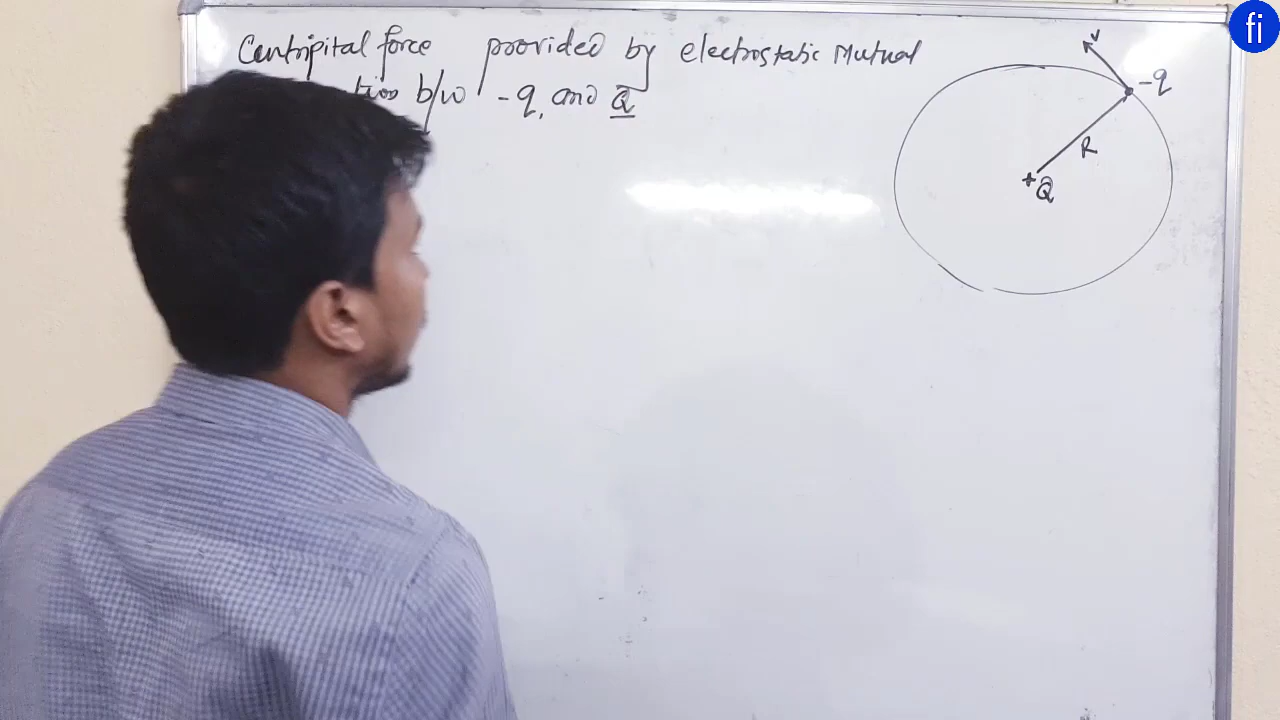 Centripital force provided by electrostatic Mutual
b/w -q, and Q
v
-q
R
+Q
fi